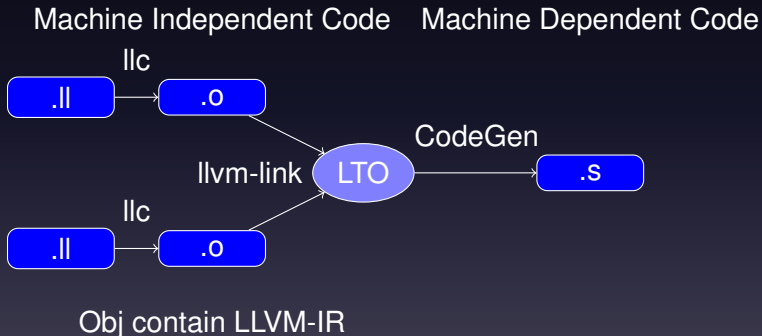 Machine Independent Code Machine Dependent Code
llc
.ll .o
CodeGen
llvm-link LTO .s
llc
.ll .o
Obj contain LLVM-IR